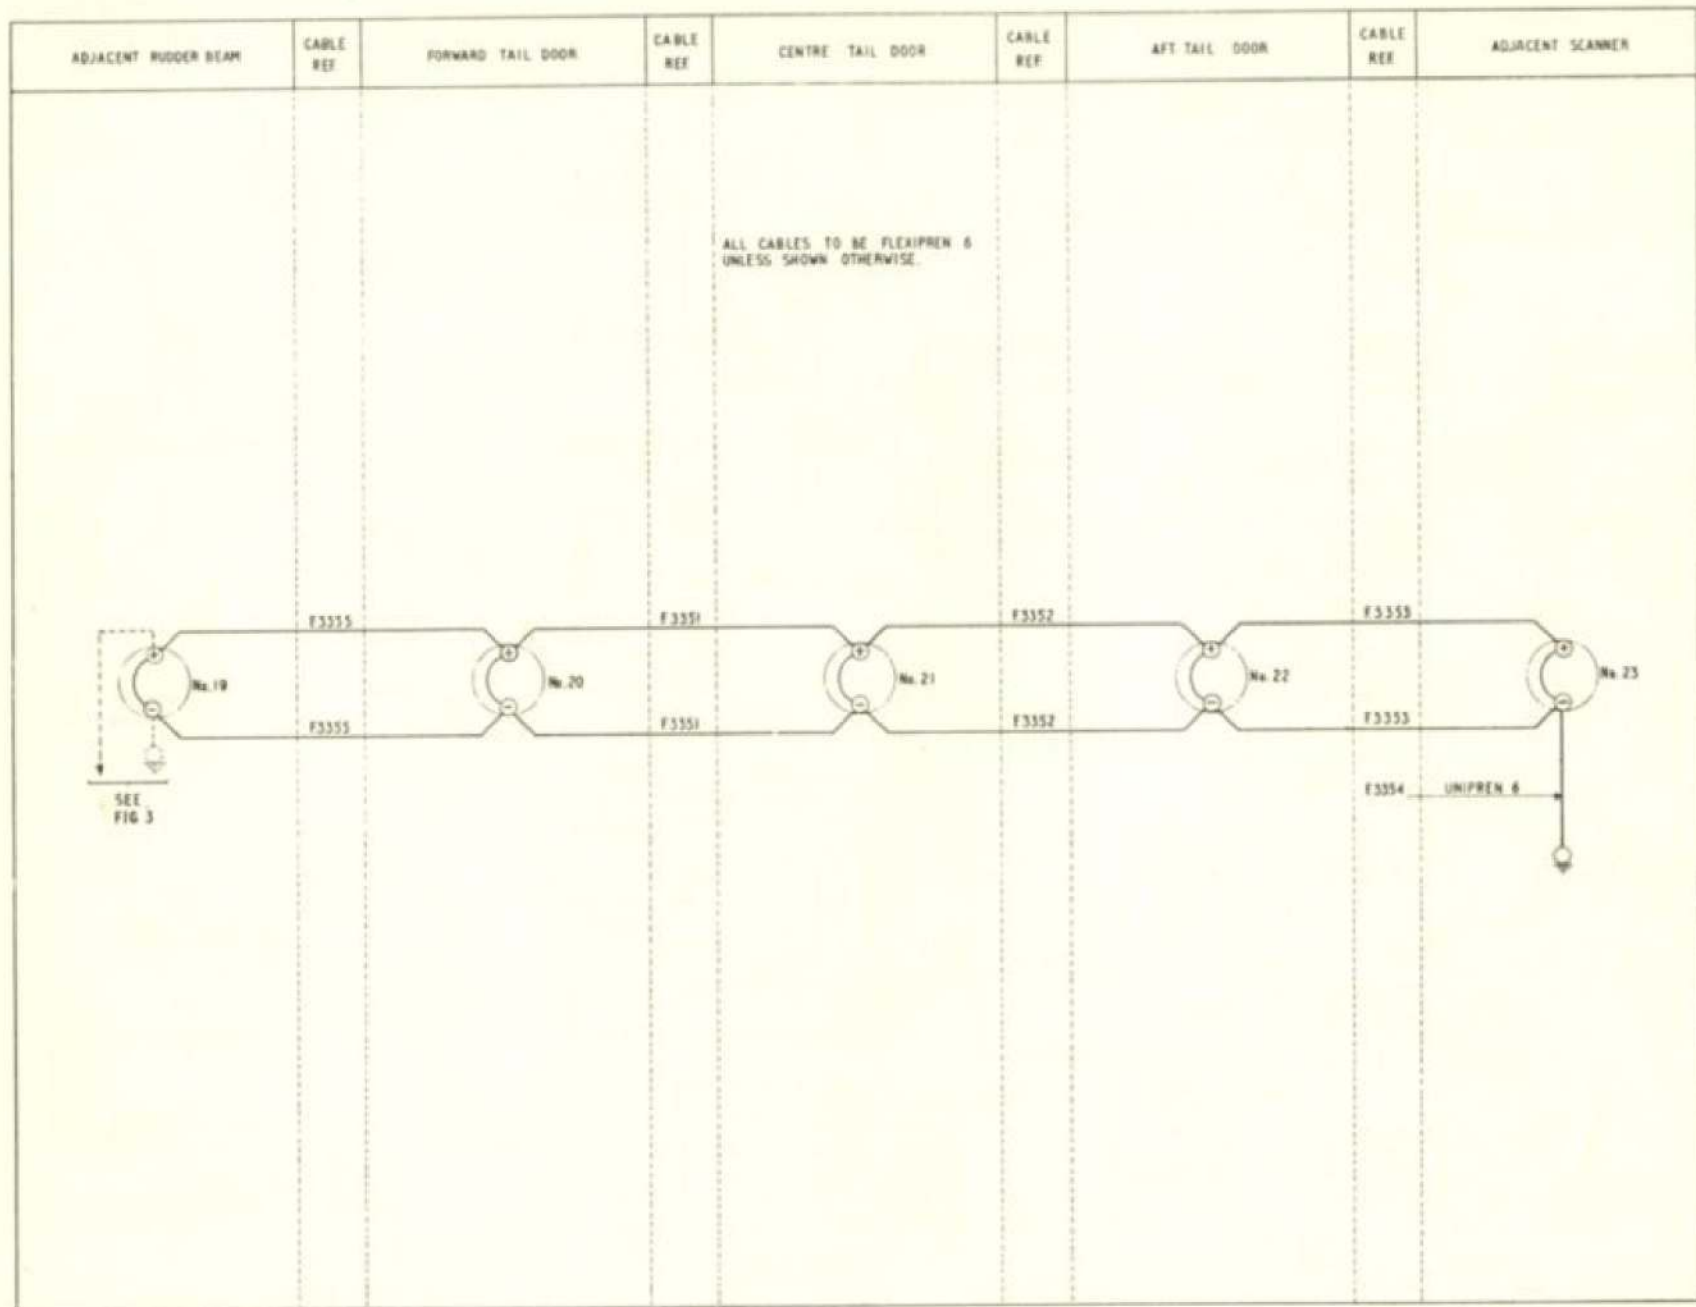 ADJACENT RUDDER BEAM
CABLE
REF
FORWARD TAIL DOOR
CABLE
REF
CENTRE TAIL DOOR
CABLE
REF
AFT TAIL DOOR
CABLE
REF
ADJACENT SCANNER
ALL CABLES TO BE FLEXIPREN 6
UNLESS SHOWN OTHERWISE.
F3355
F3351
F3352
F3353
No. 19
No. 20
No. 21
No. 22
No. 23
F3355
F3351
F3352
F3353
SEE
FIG 3
F3354
UNIPREN 6